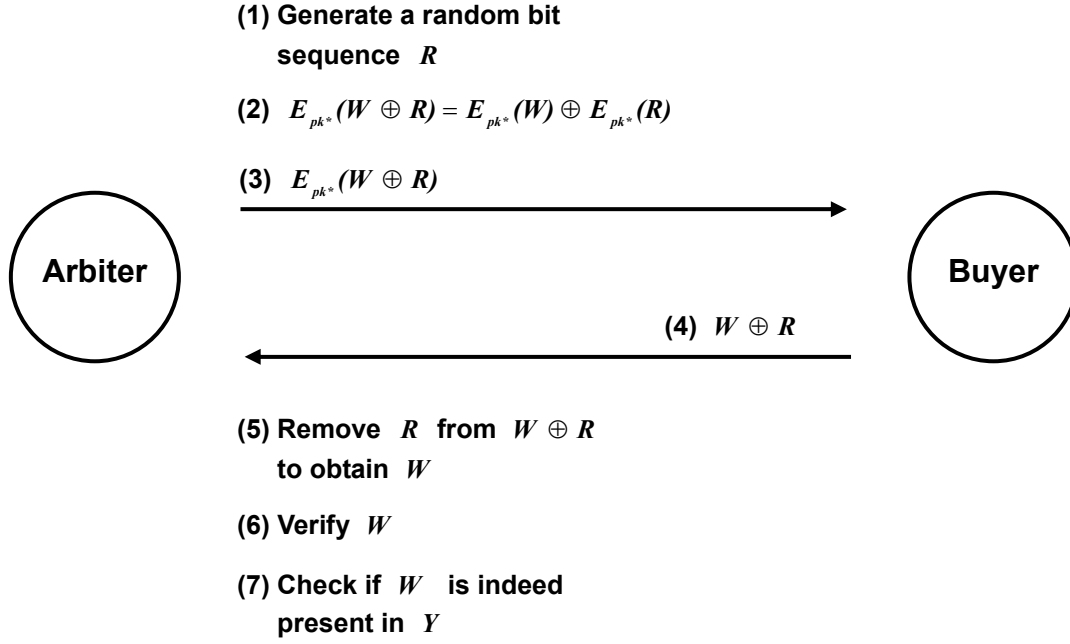 (1) Generate a random bit
sequence R
(2) E_pk*(W ⊕ R) = E_pk*(W) ⊕ E_pk*(R)
(3) E_pk*(W ⊕ R)
Arbiter
Buyer
(4) W ⊕ R
(5) Remove R from W ⊕ R
to obtain W
(6) Verify W
(7) Check if W is indeed
present in Y